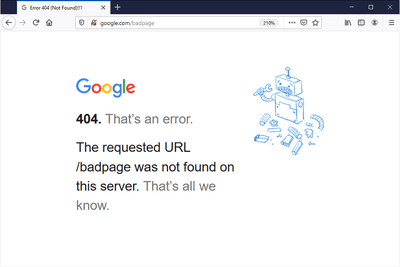 Error 404 (Not Found)!!1
google.com/badpage
210%
Google
404. That's an error.
The requested URL
/badpage was not found on
this server. That's all we
know.